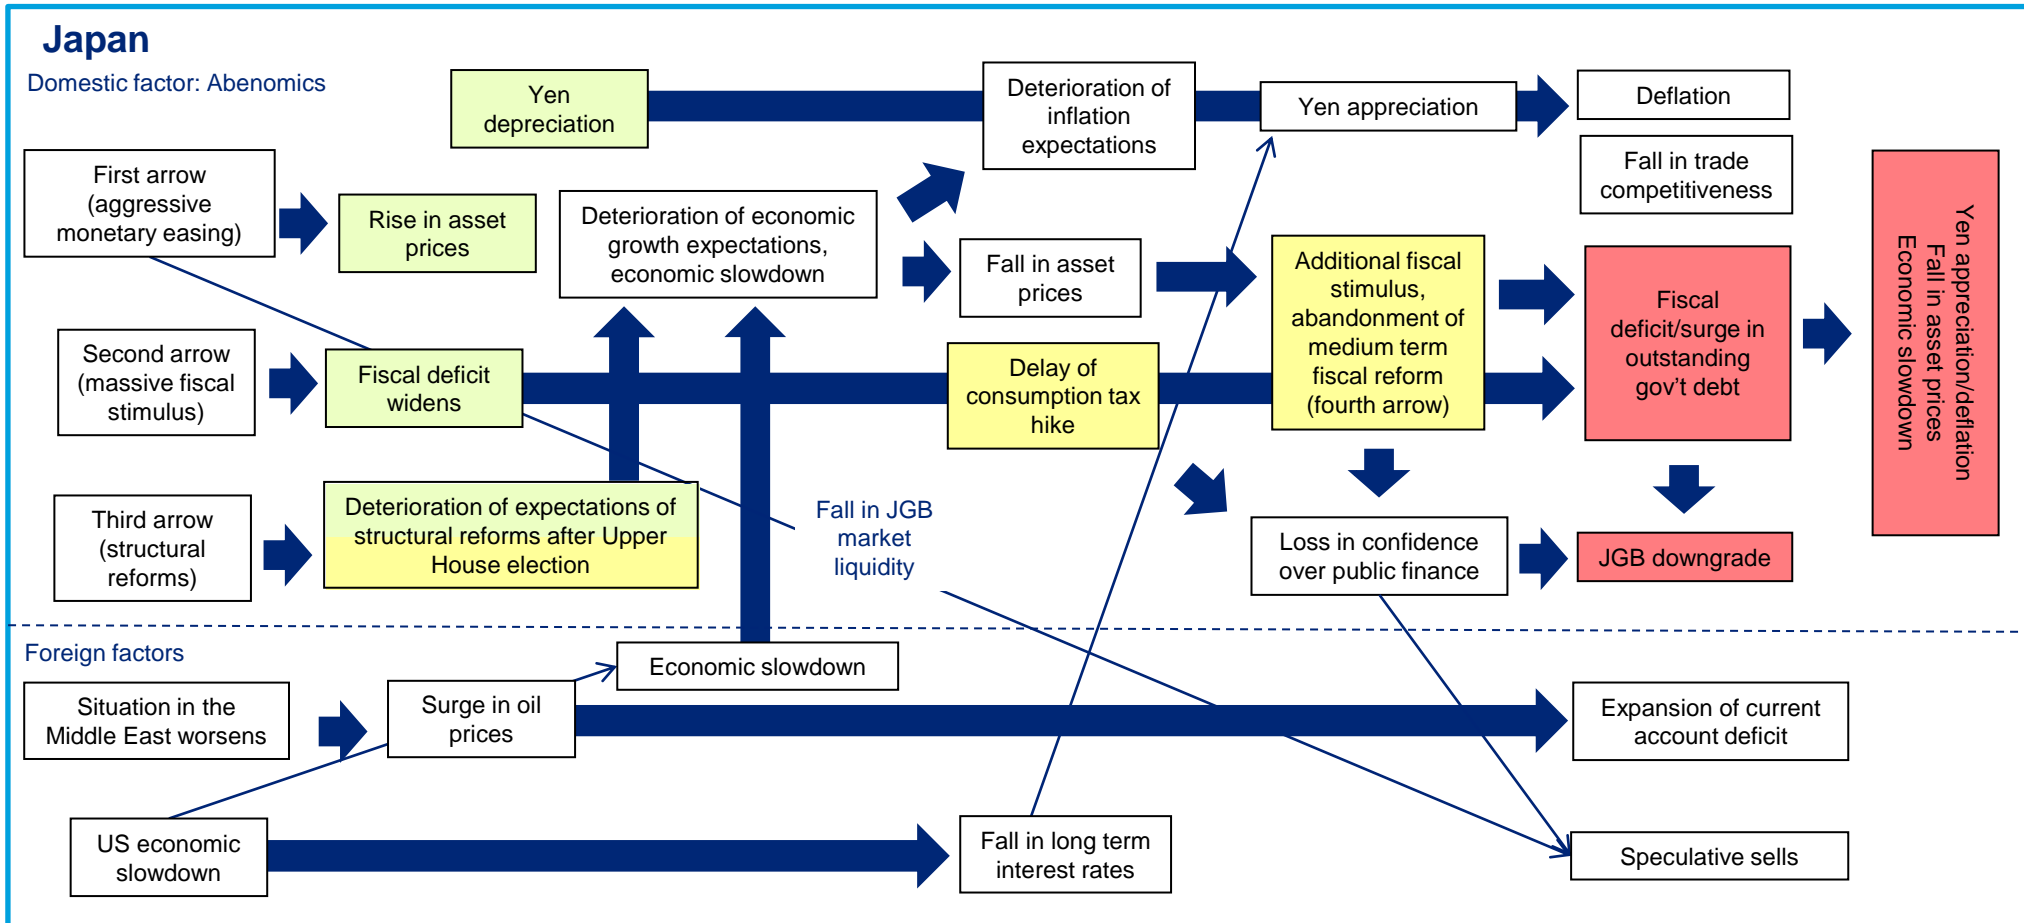 Japan
Domestic factor: Abenomics
Yen
depreciation
Deterioration of
inflation
expectations
Yen appreciation
Deflation
Fall in trade
competitiveness
First arrow
(aggressive
monetary easing)
Rise in asset
prices
Deterioration of economic
growth expectations,
economic slowdown
Fall in asset
prices
Additional fiscal
stimulus,
abandonment of
medium term
fiscal reform
(fourth arrow)
Fiscal
deficit/surge in
outstanding
gov’t debt
Yen appreciation/deflation
Fall in asset prices
Economic slowdown
Second arrow
(massive fiscal
stimulus)
Fiscal deficit
widens
Delay of
consumption tax
hike
Third arrow
(structural
reforms)
Deterioration of expectations of
structural reforms after Upper
House election
Fall in JGB
market
liquidity
Loss in confidence
over public finance
JGB downgrade
Foreign factors
Economic slowdown
Situation in the
Middle East worsens
Surge in oil
prices
Expansion of current
account deficit
US economic
slowdown
Fall in long term
interest rates
Speculative sells